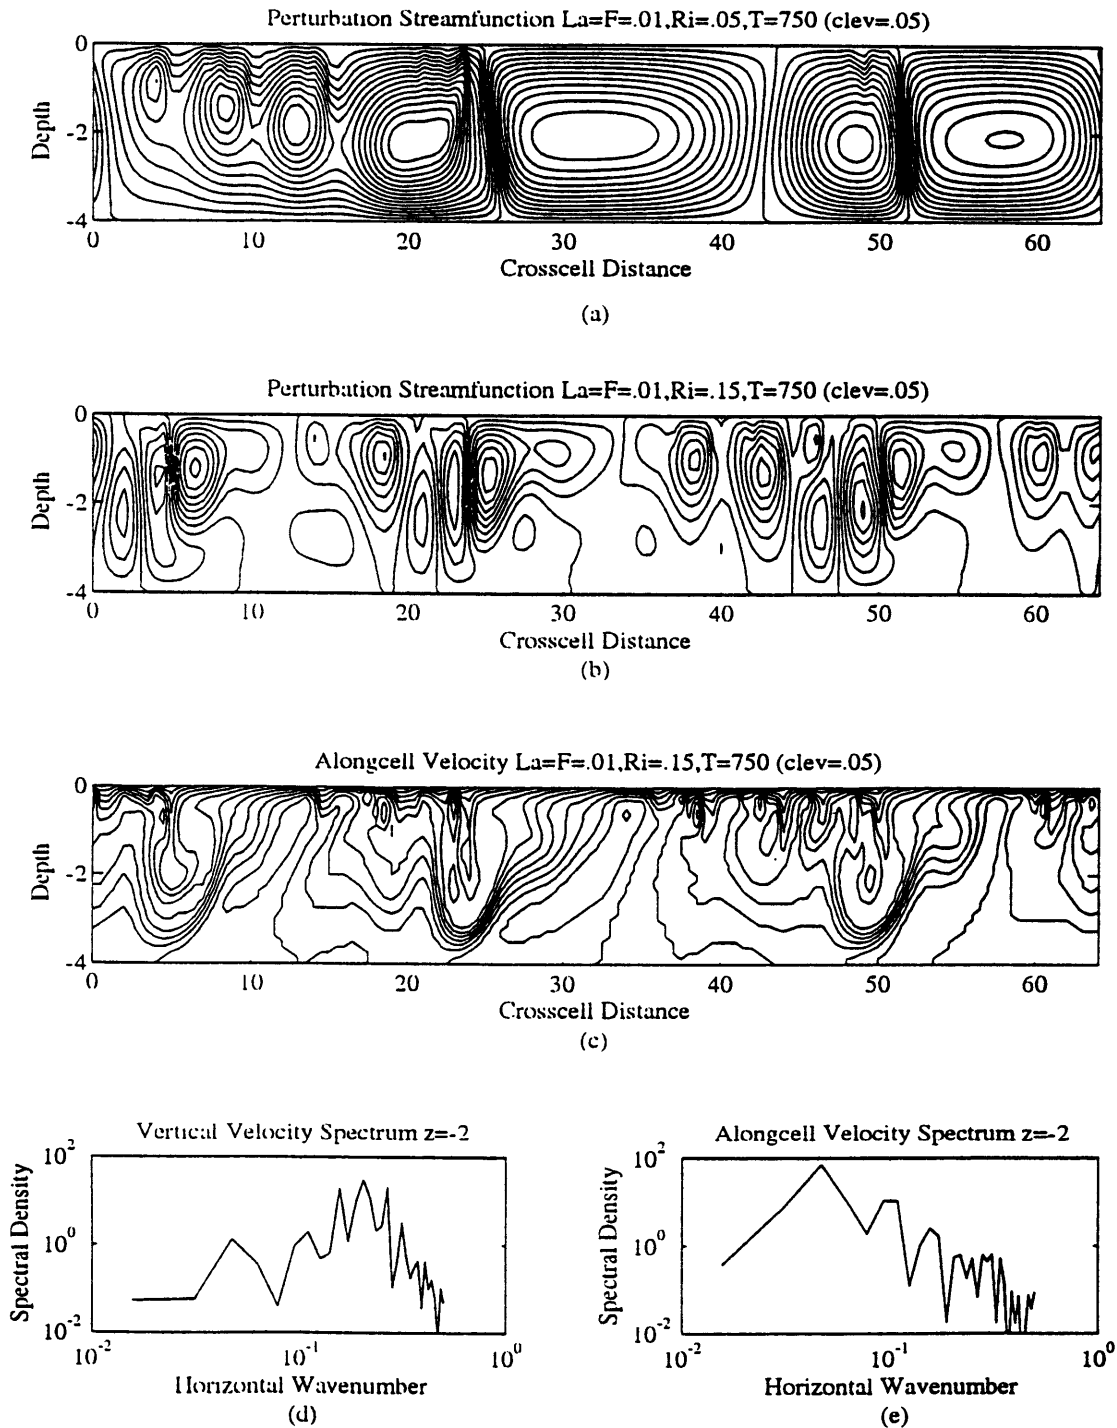 Perturbation Streamfunction La=F=.01,Ri=.05,T=750 (clev=.05)
0
-2
-4
Depth
0 10 20 30 40 50 60
Crosscell Distance
(a)
Perturbation Streamfunction La=F=.01,Ri=.15,T=750 (clev=.05)
0
-2
-4
Depth
0 10 20 30 40 50 60
Crosscell Distance
(b)
Alongcell Velocity La=F=.01,Ri=.15,T=750 (clev=.05)
0
-2
-4
Depth
0 10 20 30 40 50 60
Crosscell Distance
(c)
Vertical Velocity Spectrum z=-2
10^2
10^0
10^-2
Spectral Density
10^-2 10^-1 10^0
Horizontal Wavenumber
(d)
Alongcell Velocity Spectrum z=-2
10^2
10^0
10^-2
Spectral Density
10^-2 10^-1 10^0
Horizontal Wavenumber
(e)